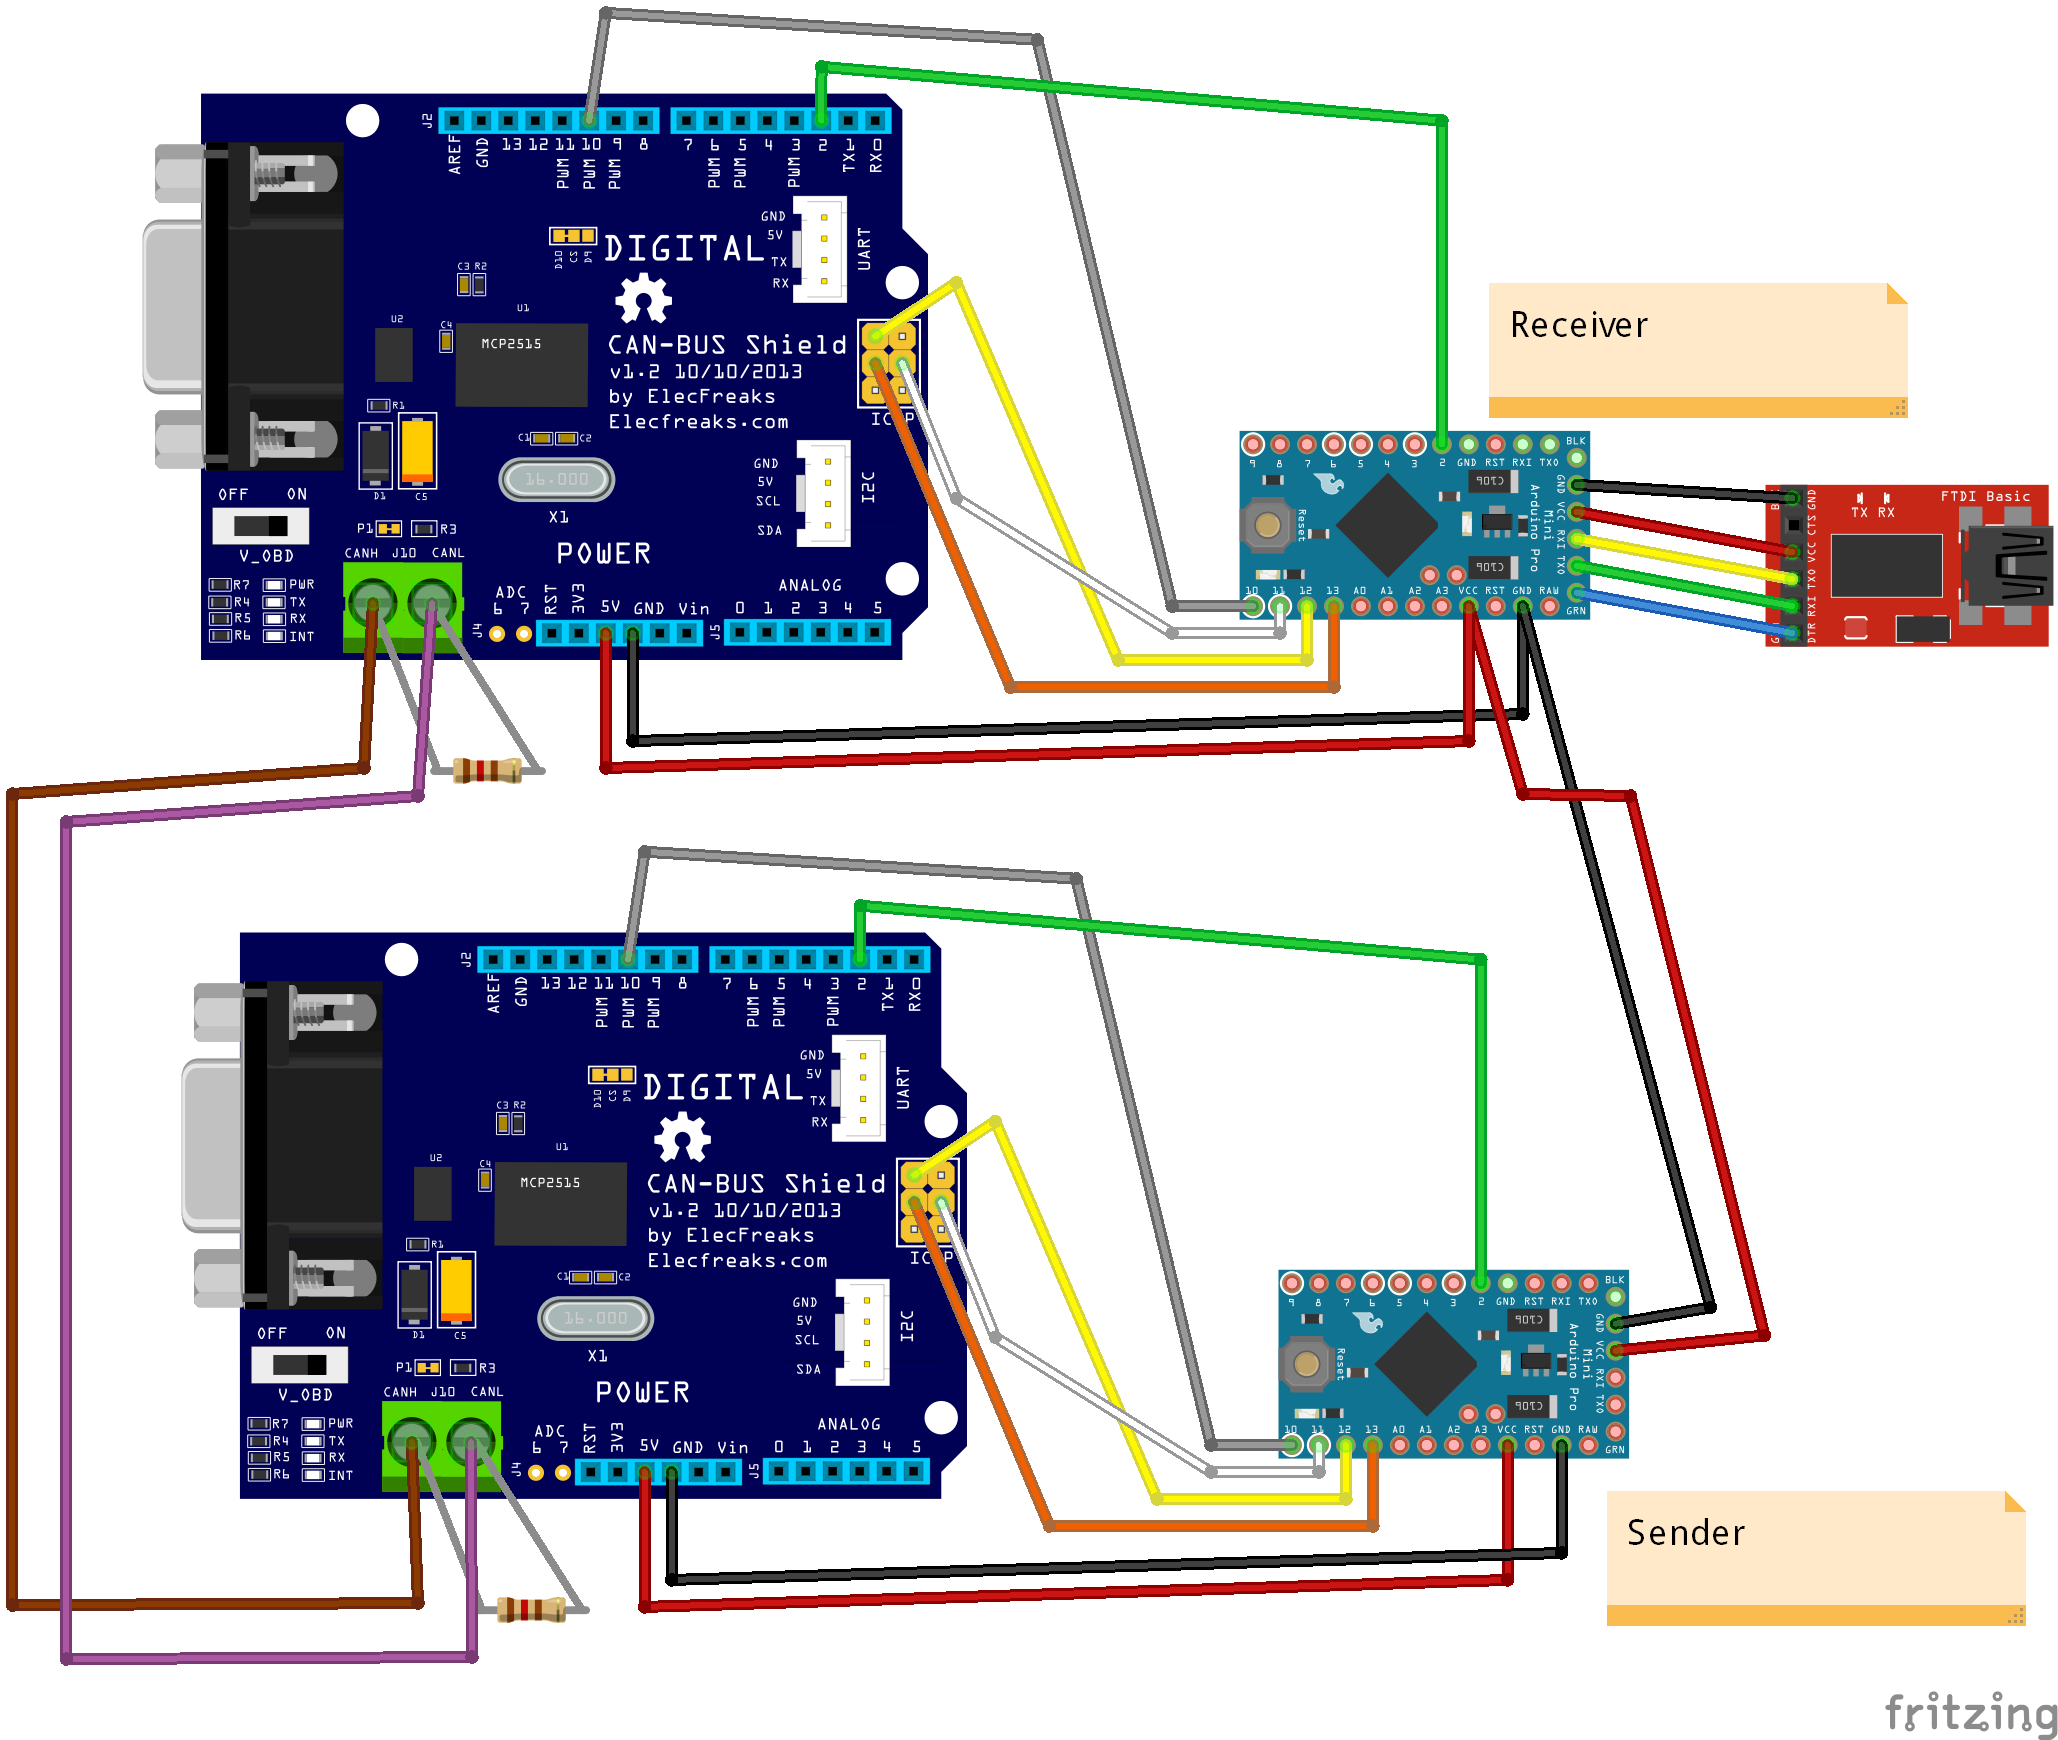 J2
AREF
GND
13
12
PWM 11
PWM 10
PWM 9
8
7
PWM 6
PWM 5
4
PWM 3
2
TX1
RX0
GND
5V
TX
RX
UART
D10
CS
D9
DIGITAL
C3 R2
U1
U2
C4
MCP2515
CAN-BUS Shield
v1.2 10/10/2013
by ElecFreaks
Elecfreaks.com
R1
C1
C2
D1
C5
16.000
X1
GND
5V
SCL
SDA
I2C
OFF ON
V_OBD
P1
R3
CANH J10 CANL
POWER
R7 PWR
R4 TX
R5 RX
R6 INT
ADC
6 7
J4
RST
3V3
5V GND Vin
ANALOG
J5
0 1 2 3 4 5
Receiver
9 8 7 6 5 4 3 2 GND RST RXI TXO
BLK
GND VCC RXI TXO
GRN
Reset
Arduino Pro
Mini
10 11 12 13 A0 A1 A2 A3 VCC RST GND RAW
FTDI Basic
TX RX
GND
CTS
VCC
TXO
RXI
DTR
J2
AREF
GND
13
12
PWM 11
PWM 10
PWM 9
8
7
PWM 6
PWM 5
4
PWM 3
2
TX1
RX0
GND
5V
TX
RX
UART
D10
CS
D9
DIGITAL
C3 R2
U1
U2
C4
MCP2515
CAN-BUS Shield
v1.2 10/10/2013
by ElecFreaks
Elecfreaks.com
R1
C1
C2
D1
C5
16.000
X1
GND
5V
SCL
SDA
I2C
OFF ON
V_OBD
P1
R3
CANH J10 CANL
POWER
R7 PWR
R4 TX
R5 RX
R6 INT
ADC
6 7
J4
RST
3V3
5V GND Vin
ANALOG
J5
0 1 2 3 4 5
9 8 7 6 5 4 3 2 GND RST RXI TXO
BLK
GND VCC RXI TXO
GRN
Reset
Arduino Pro
Mini
10 11 12 13 A0 A1 A2 A3 VCC RST GND RAW
Sender
fritzing